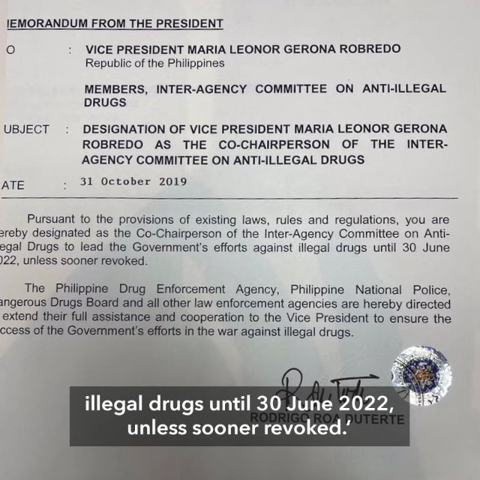 MEMORANDUM FROM THE PRESIDENT
O : VICE PRESIDENT MARIA LEONOR GERONA ROBREDO
Republic of the Philippines
MEMBERS, INTER-AGENCY COMMITTEE ON ANTI-ILLEGAL
DRUGS
UBJECT : DESIGNATION OF VICE PRESIDENT MARIA LEONOR GERONA
ROBREDO AS THE CO-CHAIRPERSON OF THE INTER-
AGENCY COMMITTEE ON ANTI-ILLEGAL DRUGS
ATE : 31 October 2019
Pursuant to the provisions of existing laws, rules and regulations, you are
ereby designated as the Co-Chairperson of the Inter-Agency Committee on Anti-
egal Drugs to lead the Government's efforts against illegal drugs until 30 June
022, unless sooner revoked.
The Philippine Drug Enforcement Agency, Philippine National Police,
angerous Drugs Board and all other law enforcement agencies are hereby directed
extend their full assistance and cooperation to the Vice President to ensure the
ccess of the Government's efforts in the war against illegal drugs.
RODRIGO ROA DUTERTE
illegal drugs until 30 June 2022,
unless sooner revoked.'